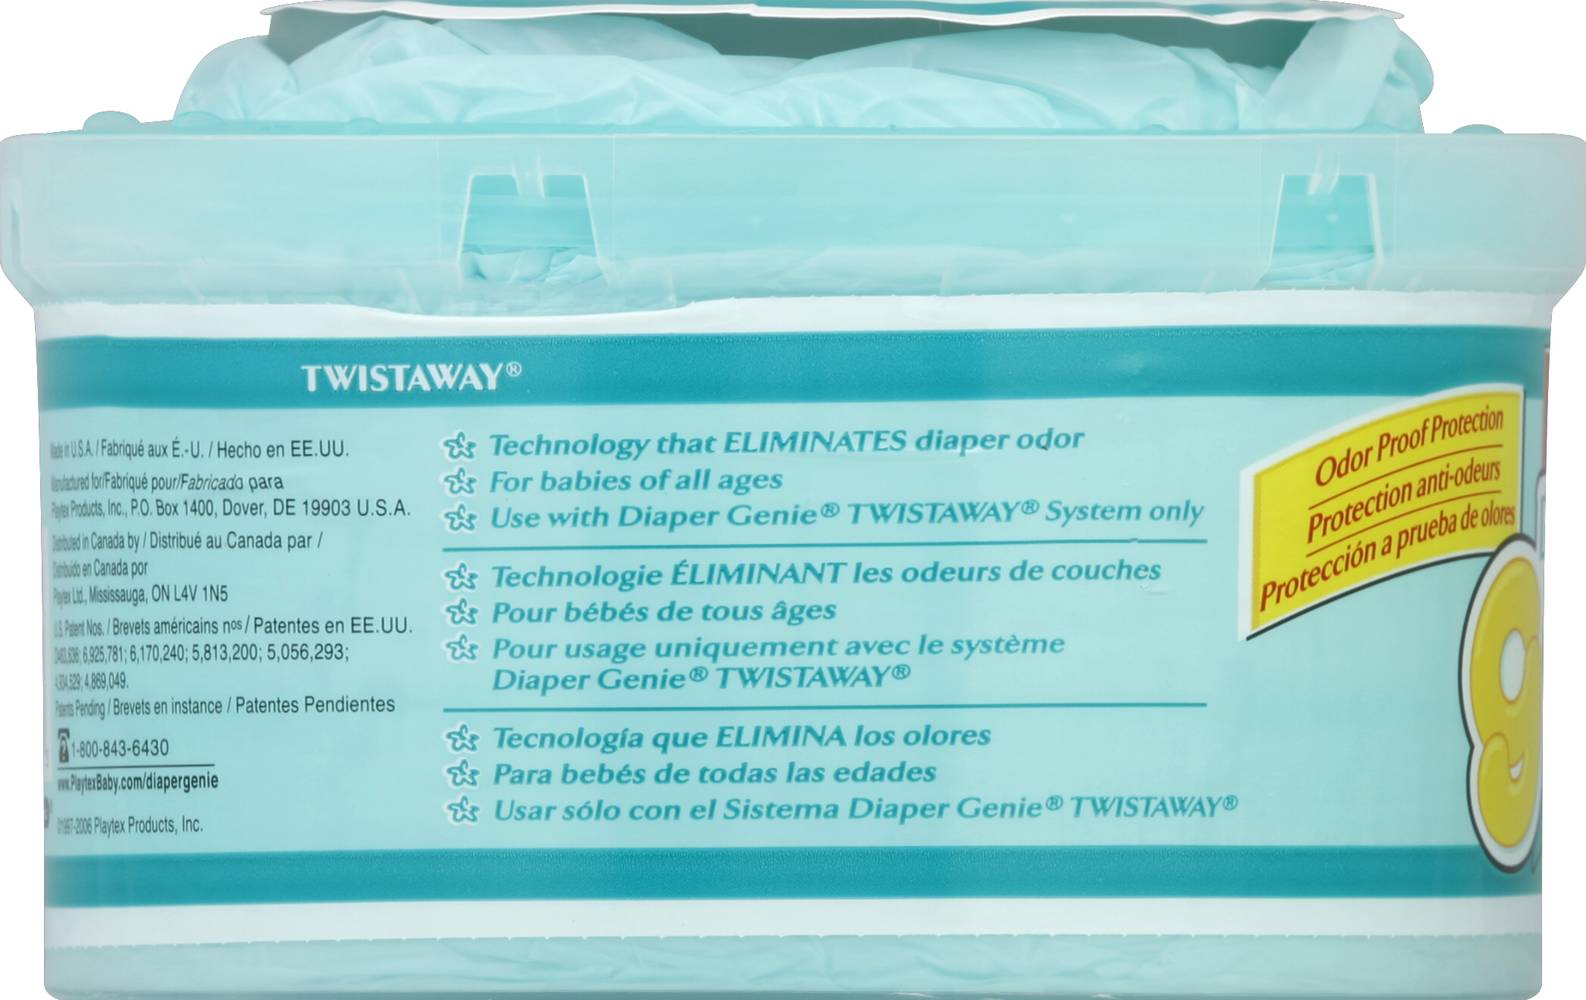 TWISTAWAY®
Made in U.S.A. / Fabriqué aux É.-U. / Hecho en EE.UU.
Manufactured for/Fabriqué pour/Fabricado para
Playtex Products, Inc., P.O. Box 1400, Dover, DE 19903 U.S.A.
Distributed in Canada by / Distribué au Canada par /
Distribuido en Canada por
Playtex Ltd., Mississauga, ON L4V 1N5
U.S. Patent Nos. / Brevets américains nos / Patentes en EE.UU.
6,925,781; 6,170,240; 5,813,200; 5,056,293;
4,869,049.
Patents Pending / Brevets en instance / Patentes Pendientes
1-800-843-6430
www.PlaytexBaby.com/diapergenie
©1997-2006 Playtex Products, Inc.
Technology that ELIMINATES diaper odor
For babies of all ages
Use with Diaper Genie® TWISTAWAY® System only
Technologie ÉLIMINANT les odeurs de couches
Pour bébés de tous âges
Pour usage uniquement avec le système
Diaper Genie® TWISTAWAY®
Tecnología que ELIMINA los olores
Para bebés de todas las edades
Usar sólo con el Sistema Diaper Genie® TWISTAWAY®
Odor Proof Protection
Protection anti-odeurs
Protección a prueba de olores